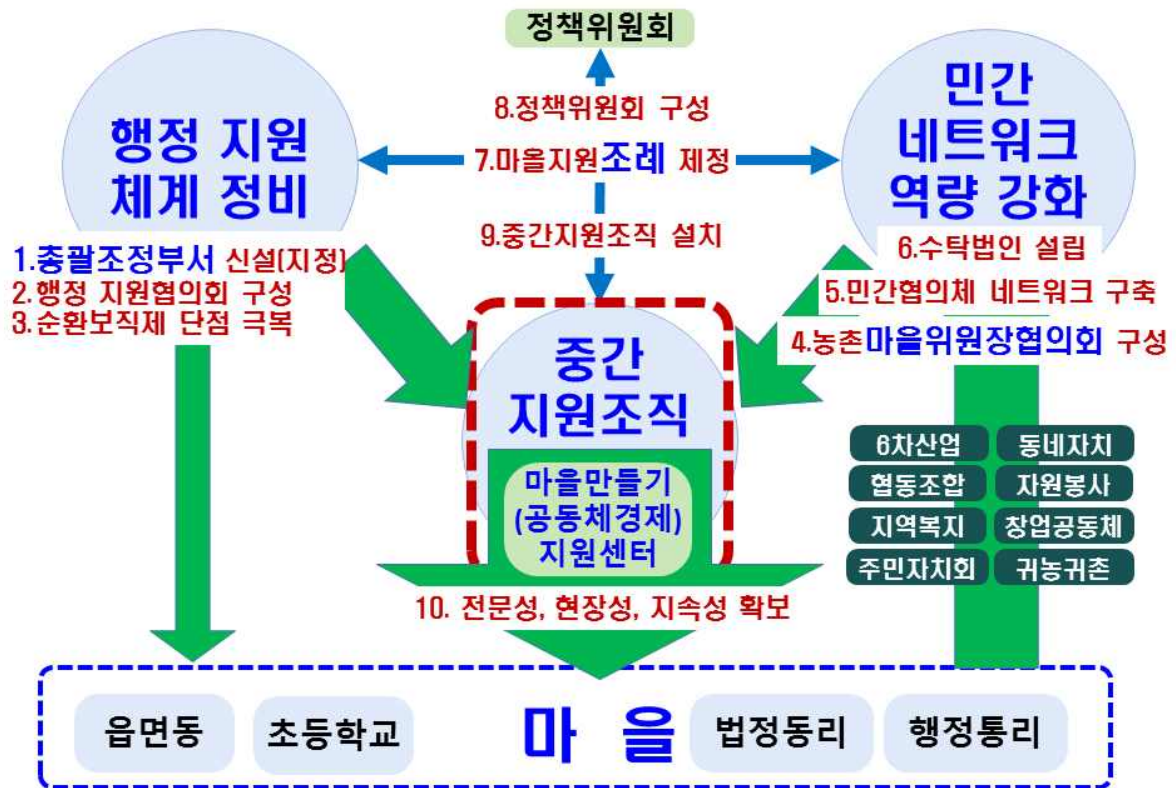 정책위원회
행정 지원
체계 정비
8.정책위원회 구성
7.마을지원조례 제정
9.중간지원조직 설치
민간
네트워크
역량 강화
1.총괄조정부서 신설(지정)
2.행정 지원협의회 구성
3.순환보직제 단점 극복
6.수탁법인 설립
5.민간협의체 네트워크 구축
4.농촌마을위원장협의회 구성
중간
지원조직
마을만들기
(공동체경제)
지원센터
6차산업 동네자치
협동조합 자원봉사
지역복지 창업공동체
주민자치회 귀농귀촌
10. 전문성, 현장성, 지속성 확보
읍면동 초등학교 마 을 법정동리 행정통리